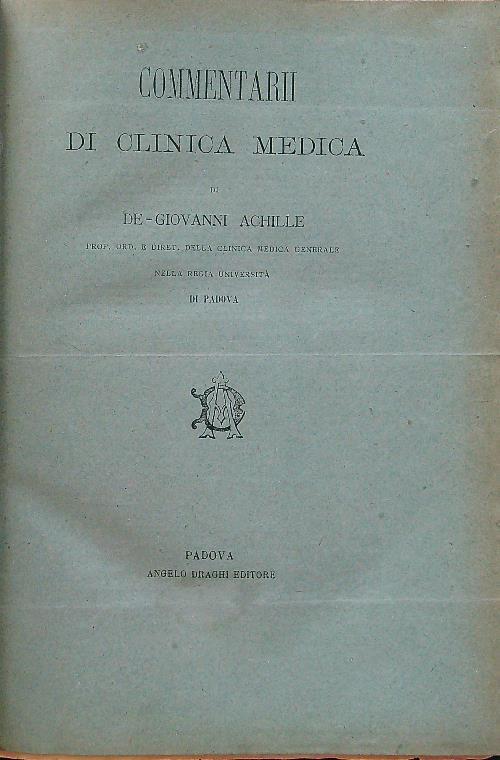 COMMENTARII
DI CLINICA MEDICA
DI
DE-GIOVANNI ACHILLE
PROF. ORD. E DIRET. DELLA CLINICA MEDICA GENERALE
NELLA REGIA UNIVERSITÀ
DI PADOVA
PADOVA
ANGELO DRAGHI EDITORE